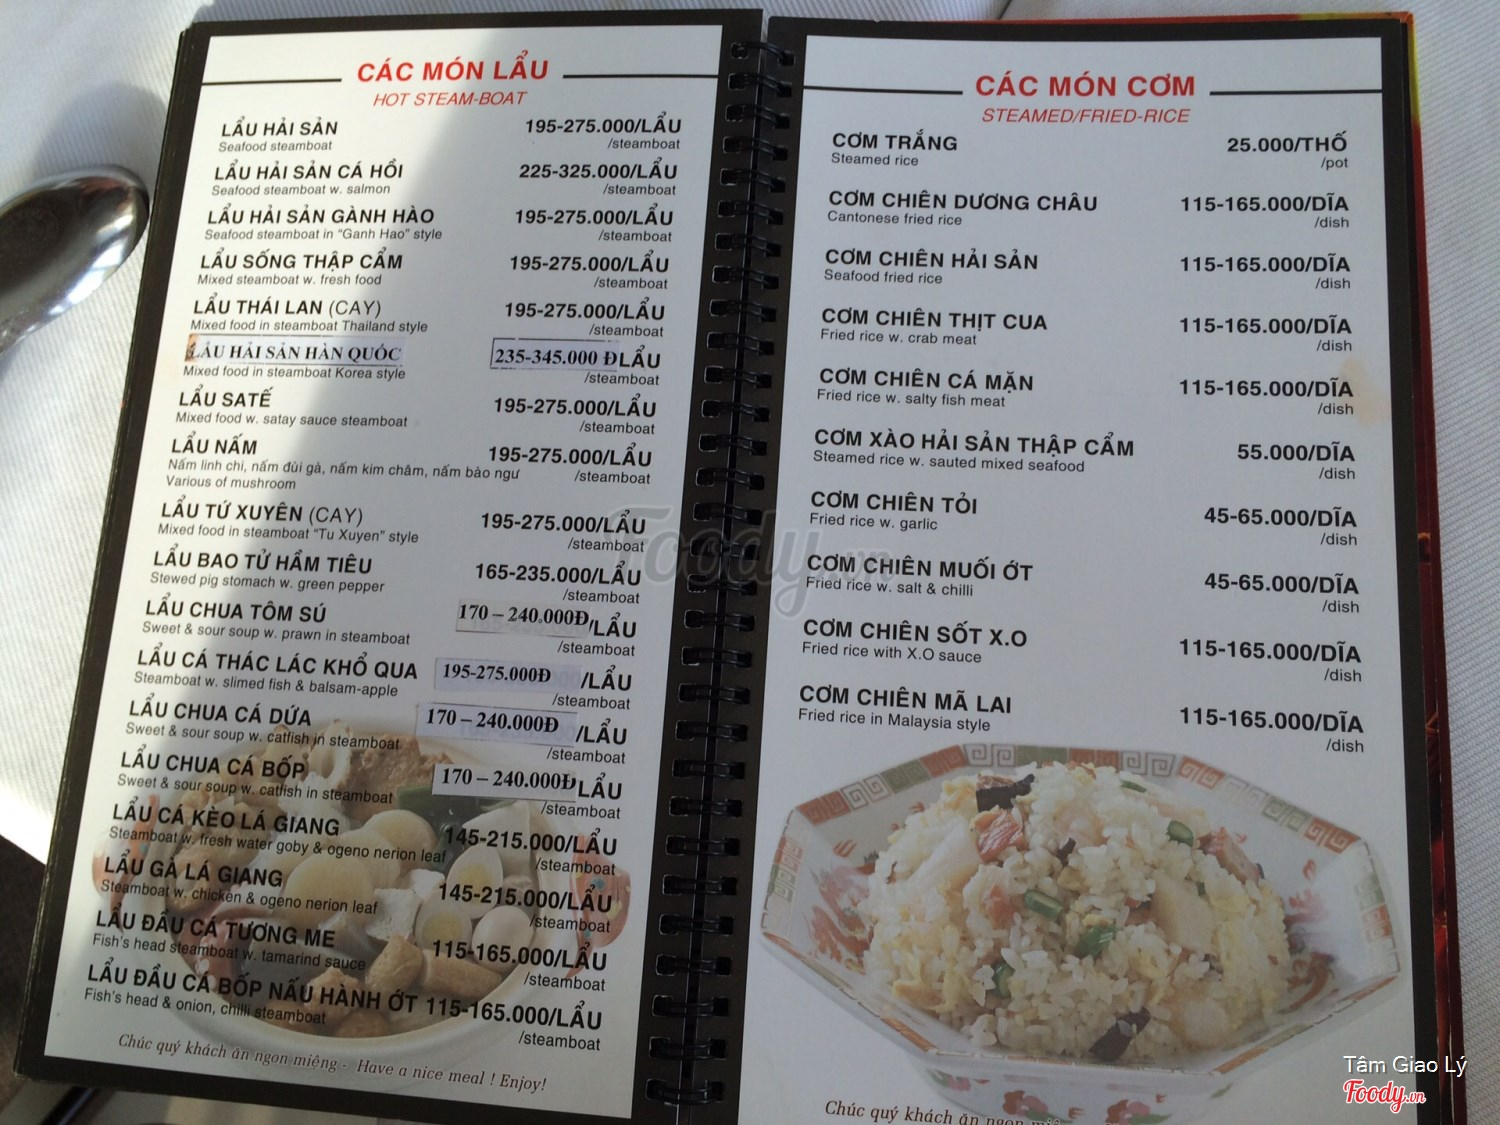 CÁC MÓN LẨU
HOT STEAM-BOAT
LẨU HẢI SẢN 195-275.000/LẨU
Seafood steamboat /steamboat
LẨU HẢI SẢN CÁ HỒI 225-325.000/LẨU
Seafood steamboat w. salmon /steamboat
LẨU HẢI SẢN GÀNH HÀO 195-275.000/LẨU
Seafood steamboat in “Ganh Hao” style /steamboat
LẨU SỐNG THẬP CẨM 195-275.000/LẨU
Mixed steamboat w. fresh food /steamboat
LẨU THÁI LAN (CAY) 195-275.000/LẨU
Mixed food in steamboat Thailand style /steamboat
LẨU HẢI SẢN HÀN QUỐC 235-345.000 Đ LẨU
Mixed food in steamboat Korea style /steamboat
LẨU SATẾ 195-275.000/LẨU
Mixed food w. satay sauce steamboat /steamboat
LẨU NẤM 195-275.000/LẨU
Nấm linh chi, nấm đùi gà, nấm kim châm, nấm bào ngư /steamboat
Various of mushroom
LẨU TỨ XUYÊN (CAY) 195-275.000/LẨU
Mixed food in steamboat “Tu Xuyen” style /steamboat
LẨU BAO TỬ HẦM TIÊU 165-235.000/LẨU
Stewed pig stomach w. green pepper /steamboat
LẨU CHUA TÔM SÚ 170 – 240.000Đ/LẨU
Sweet & sour soup w. prawn in steamboat /steamboat
LẨU CÁ THÁC LÁC KHỔ QUA 195-275.000Đ /LẨU
Steamboat w. slimed fish & balsam-apple /steamboat
LẨU CHUA CÁ DỨA 170 – 240.000Đ /LẨU
Sweet & sour soup w. catfish in steamboat /steamboat
LẨU CHUA CÁ BỐP 170 – 240.000Đ LẨU
Sweet & sour soup w. catfish in steamboat /steamboat
LẨU CÁ KÈO LÁ GIANG 145-215.000/LẨU
Steamboat w. fresh water goby & ogeno nerion leaf /steamboat
LẨU GÀ LÁ GIANG 145-215.000/LẨU
Steamboat w. chicken & ogeno nerion leaf /steamboat
LẨU ĐẦU CÁ TƯƠNG ME 115-165.000/LẨU
Fish's head steamboat w. tamarind sauce /steamboat
LẨU ĐẦU CÁ BỐP NẤU HÀNH ỚT 115-165.000/LẨU
Fish's head & onion, chilli steamboat /steamboat
Chúc quý khách ăn ngon miệng - Have a nice meal ! Enjoy!
CÁC MÓN CƠM
STEAMED/FRIED-RICE
CƠM TRẮNG 25.000/THỐ
Steamed rice /pot
CƠM CHIÊN DƯƠNG CHÂU 115-165.000/DĨA
Cantonese fried rice /dish
CƠM CHIÊN HẢI SẢN 115-165.000/DĨA
Seafood fried rice /dish
CƠM CHIÊN THỊT CUA 115-165.000/DĨA
Fried rice w. crab meat /dish
CƠM CHIÊN CÁ MẶN 115-165.000/DĨA
Fried rice w. salty fish meat /dish
CƠM XÀO HẢI SẢN THẬP CẨM 55.000/DĨA
Steamed rice w. sauted mixed seafood /dish
CƠM CHIÊN TỎI 45-65.000/DĨA
Fried rice w. garlic /dish
CƠM CHIÊN MUỐI ỚT 45-65.000/DĨA
Fried rice w. salt & chilli /dish
CƠM CHIÊN SỐT X.O 115-165.000/DĨA
Fried rice with X.O sauce /dish
CƠM CHIÊN MÃ LAI 115-165.000/DĨA
Fried rice in Malaysia style /dish
Chúc quý khách ăn ngon
Foody.vn
Tâm Giao Lý
Foody.vn